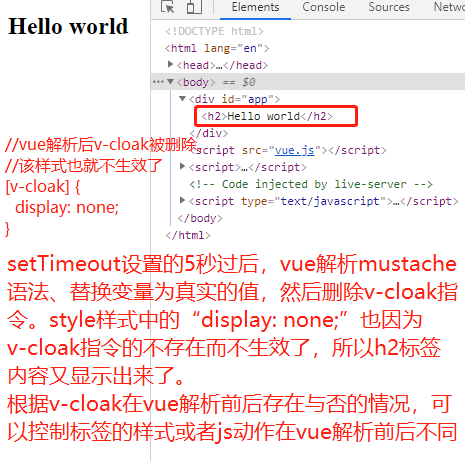 Elements Console Sources Netw
Hello world
<!DOCTYPE html>
<html lang="en">
<head>…</head>
<body> == $0
<div id="app">
<h2>Hello world</h2>
</div>
<script src="vue.js"></script>
<script>…</script>
<!-- Code injected by live-server -->
<script type="text/javascript">…</script>
</body>
</html>
//vue解析后v-cloak被删除
//该样式也就不生效了
[v-cloak] {
display: none;
}
setTimeout设置的5秒过后，vue解析mustache
语法、替换变量为真实的值，然后删除v-cloak指
令。style样式中的“display: none;”也因为
v-cloak指令的不存在而不生效了，所以h2标签
内容又显示出来了。
根据v-cloak在vue解析前后存在与否的情况，可
以控制标签的样式或者js动作在vue解析前后不同